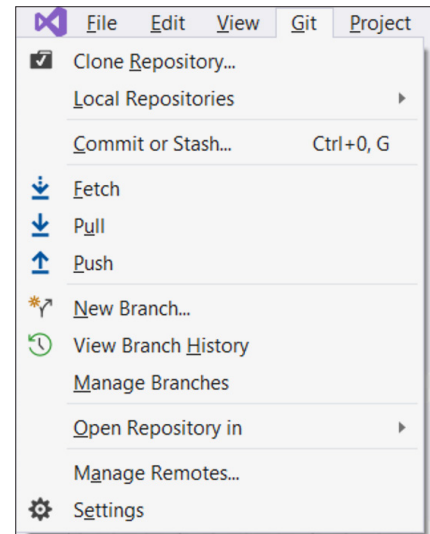 File Edit View Git Project
Clone Repository...
Local Repositories
Commit or Stash... Ctrl+0, G
Fetch
Pull
Push
New Branch...
View Branch History
Manage Branches
Open Repository in
Manage Remotes...
Settings